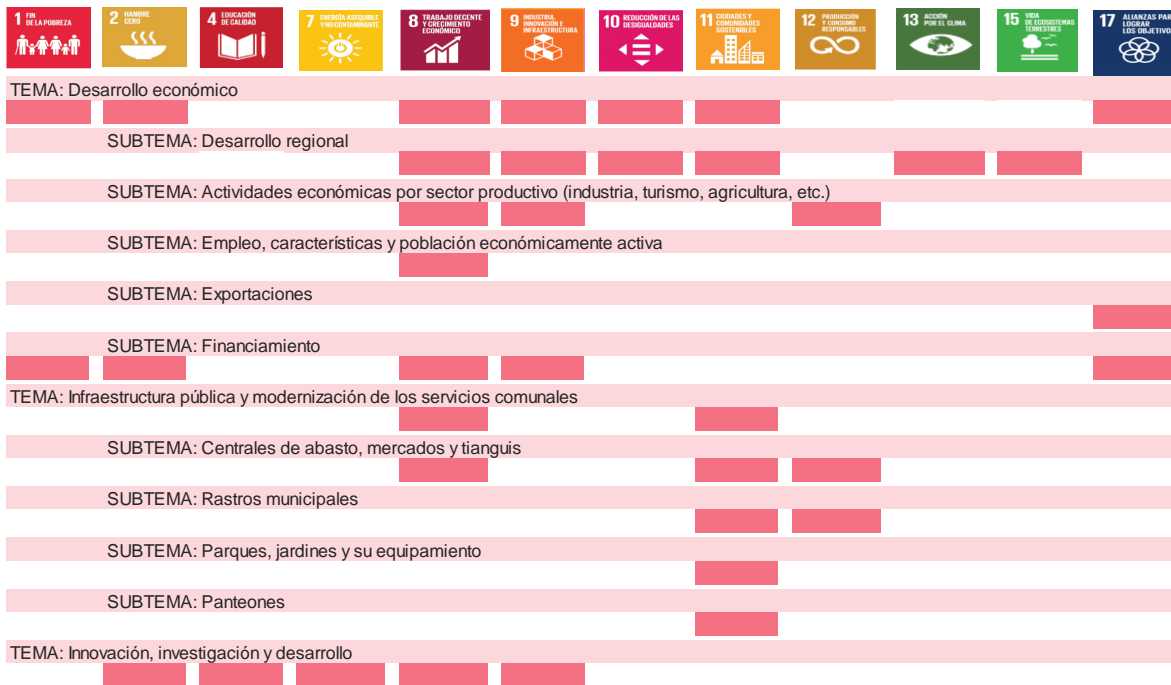 1 FIN
DE LA POBREZA
2 HAMBRE
CERO
4 EDUCACIÓN
DE CALIDAD
7 ENERGÍA ASEQUIBLE
Y NO CONTAMINANTE
8 TRABAJO DECENTE
Y CRECIMIENTO
ECONÓMICO
9 INDUSTRIA,
INNOVACIÓN E
INFRAESTRUCTURA
10 REDUCCIÓN DE LAS
DESIGUALDADES
11 CIUDADES Y
COMUNIDADES
SOSTENIBLES
12 PRODUCCIÓN
Y CONSUMO
RESPONSABLES
13 ACCIÓN
POR EL CLIMA
15 VIDA
DE ECOSISTEMAS
TERRESTRES
17 ALIANZAS PAR
LOGRAR
LOS OBJETIVO
TEMA: Desarrollo económico
SUBTEMA: Desarrollo regional
SUBTEMA: Actividades económicas por sector productivo (industria, turismo, agricultura, etc.)
SUBTEMA: Empleo, características y población económicamente activa
SUBTEMA: Exportaciones
SUBTEMA: Financiamiento
TEMA: Infraestructura pública y modernización de los servicios comunales
SUBTEMA: Centrales de abasto, mercados y tianguis
SUBTEMA: Rastros municipales
SUBTEMA: Parques, jardines y su equipamiento
SUBTEMA: Panteones
TEMA: Innovación, investigación y desarrollo